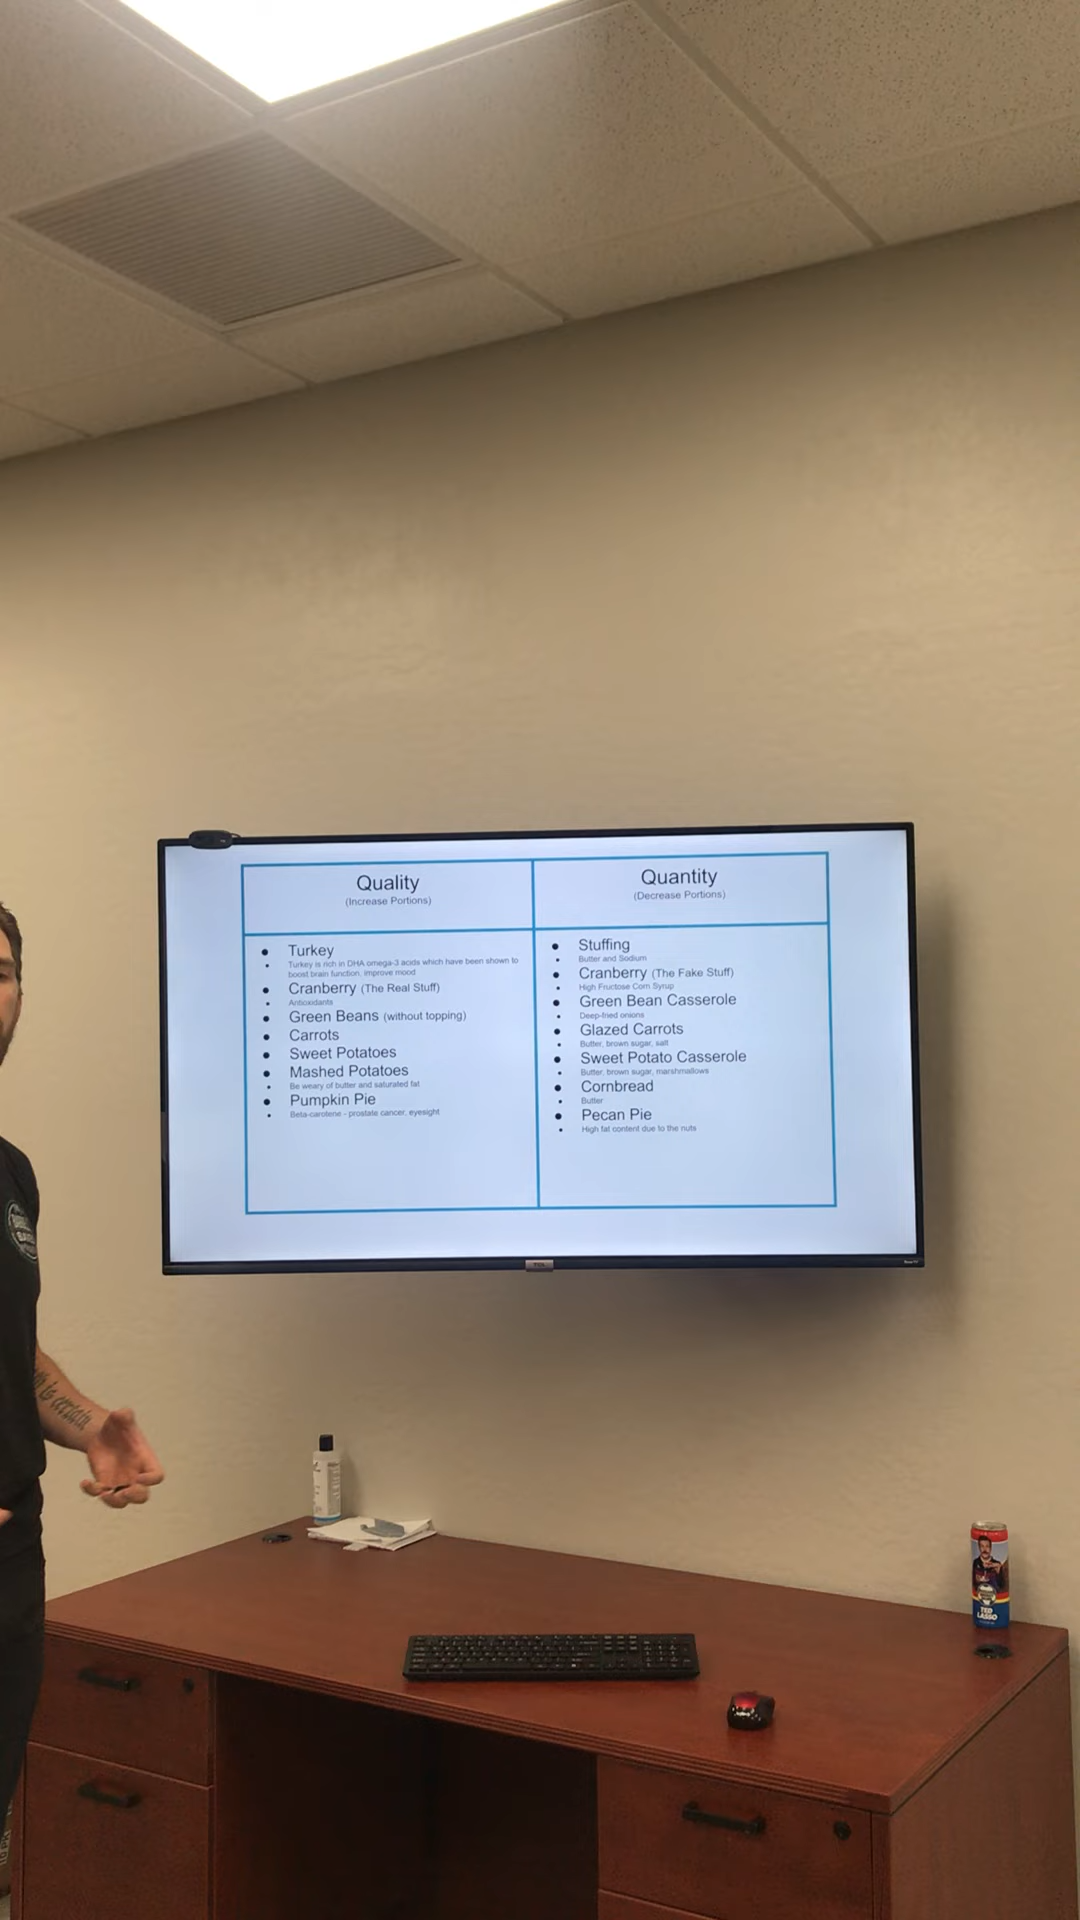 Quality
(Increase Portions)
Quantity
(Decrease Portions)
Turkey
Turkey is rich in DHA omega-3 acids which have been shown to
boost brain function, improve mood
Cranberry (The Real Stuff)
Antioxidants
Green Beans (without topping)
Carrots
Sweet Potatoes
Mashed Potatoes
Be weary of butter and saturated fat
Pumpkin Pie
Beta-carotene - prostate cancer, eyesight
Stuffing
Butter and Sodium
Cranberry (The Fake Stuff)
High Fructose Corn Syrup
Green Bean Casserole
Deep-fried onions
Glazed Carrots
Butter, brown sugar, salt
Sweet Potato Casserole
Butter, brown sugar, marshmallows
Cornbread
Butter
Pecan Pie
High fat content due to the nuts
TCL
is certain
TED
LASSO